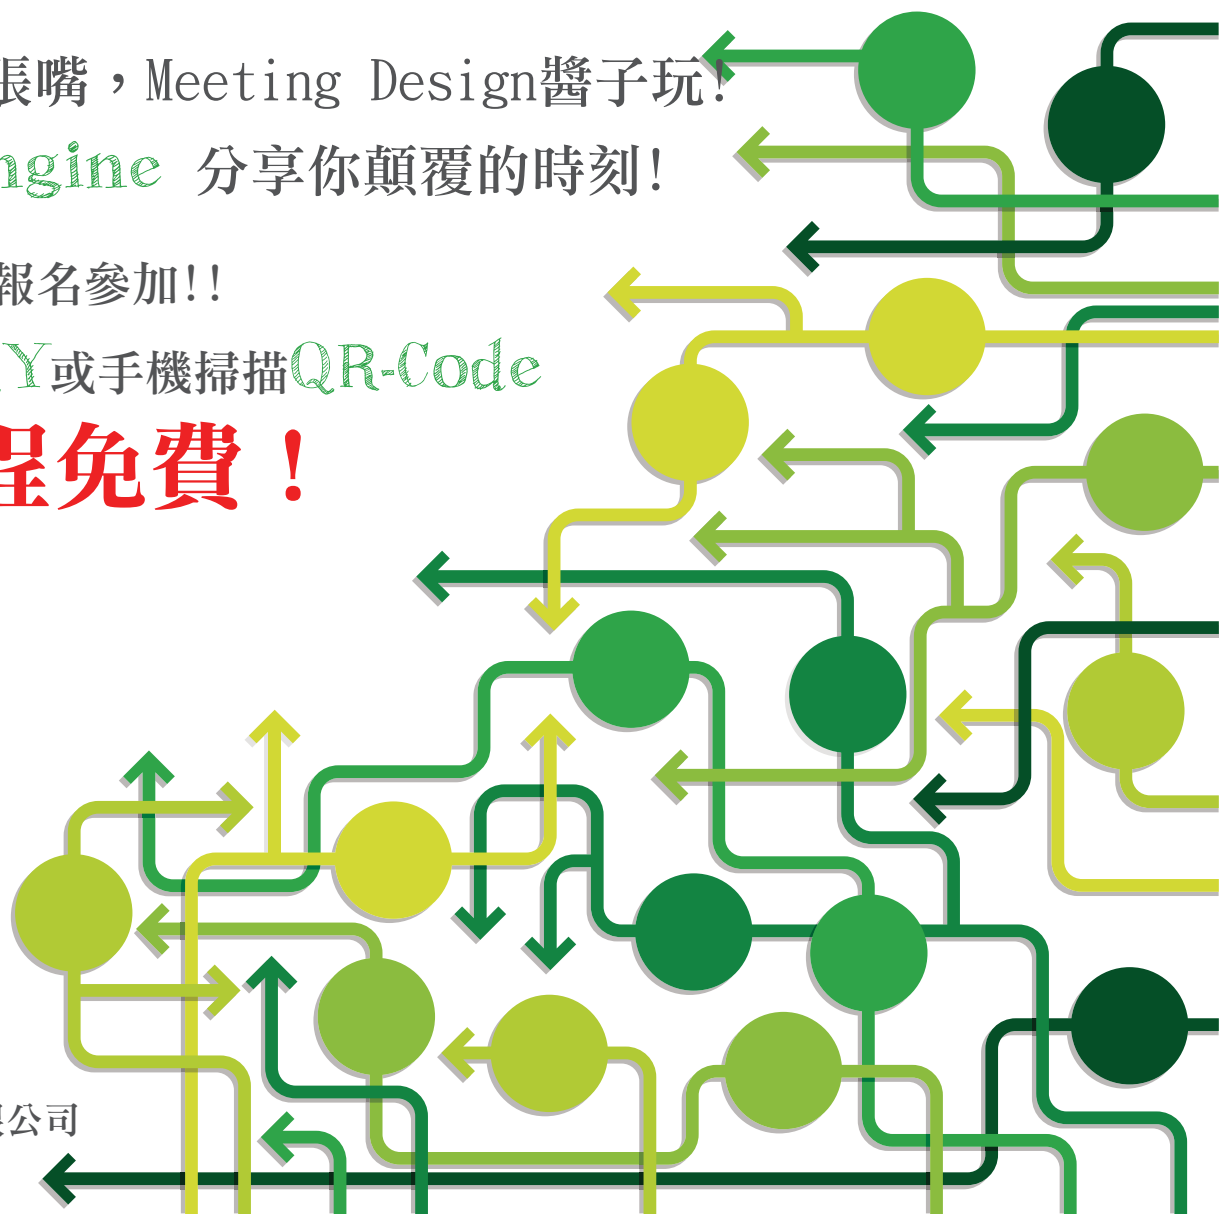 張嘴，Meeting Design醬子玩!
ngine 分享你顛覆的時刻!
報名參加!!
Y或手機掃描QR-Code
程免費！
限公司